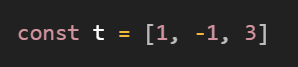 const t = [1, -1, 3]